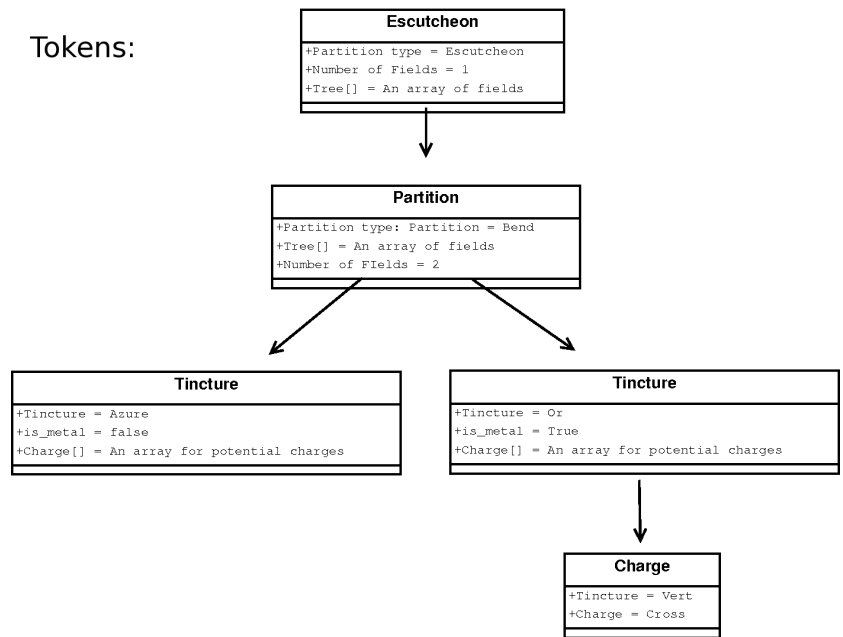 Tokens:
Escutcheon
+Partition type = Escutcheon
+Number of Fields = 1
+Tree[] = An array of fields
Partition
+Partition type: Partition = Bend
+Tree[] = An array of fields
+Number of FIelds = 2
Tincture
+Tincture = Azure
+is_metal = false
+Charge[] = An array for potential charges
Tincture
+Tincture = Or
+is_metal = True
+Charge[] = An array for potential charges
Charge
+Tincture = Vert
+Charge = Cross